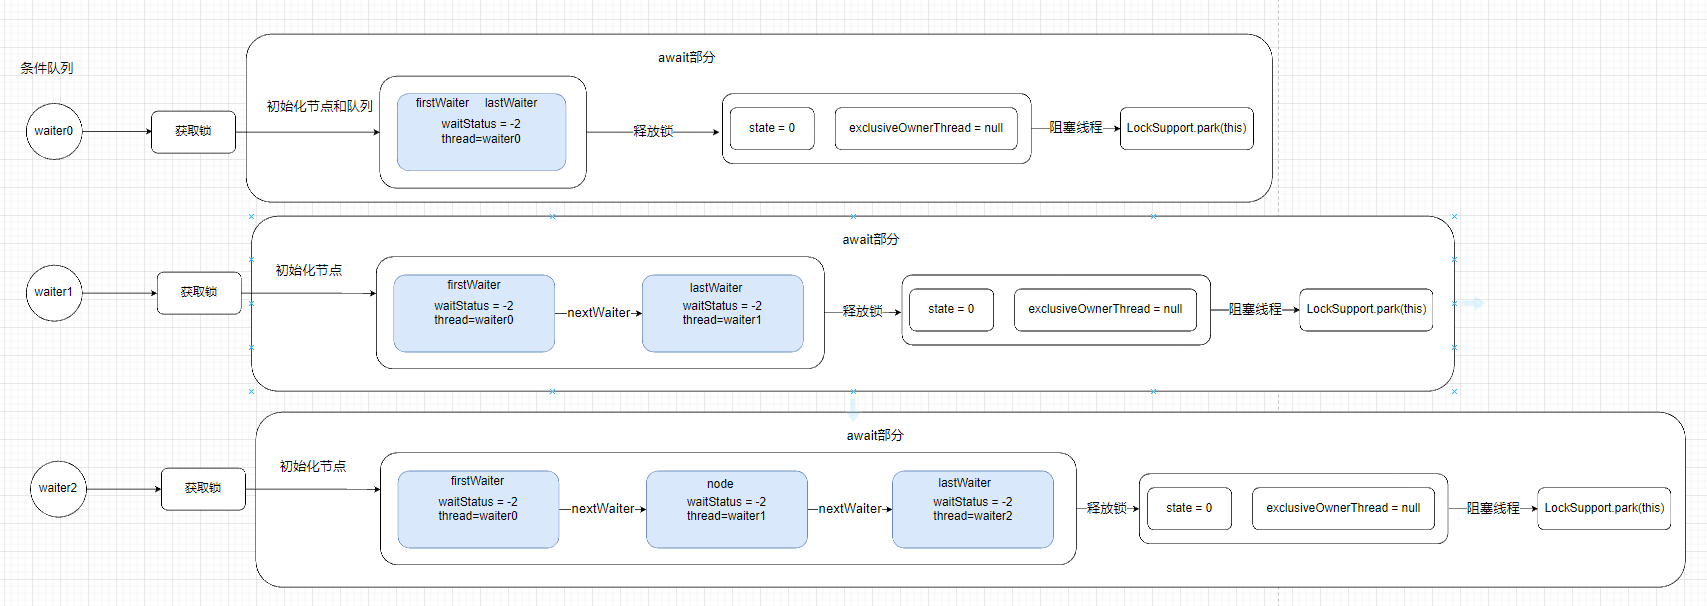 条件队列
await部分
waiter0
获取锁
初始化节点和队列
firstWaiter lastWaiter
waitStatus = -2
thread=waiter0
释放锁
state = 0
exclusiveOwnerThread = null
阻塞线程
LockSupport.park(this)
await部分
waiter1
获取锁
初始化节点
firstWaiter
waitStatus = -2
thread=waiter0
nextWaiter
lastWaiter
waitStatus = -2
thread=waiter1
释放锁
state = 0
exclusiveOwnerThread = null
阻塞线程
LockSupport.park(this)
await部分
waiter2
获取锁
初始化节点
firstWaiter
waitStatus = -2
thread=waiter0
nextWaiter
node
waitStatus = -2
thread=waiter1
nextWaiter
lastWaiter
waitStatus = -2
thread=waiter2
释放锁
state = 0
exclusiveOwnerThread = null
阻塞线程
LockSupport.park(this)